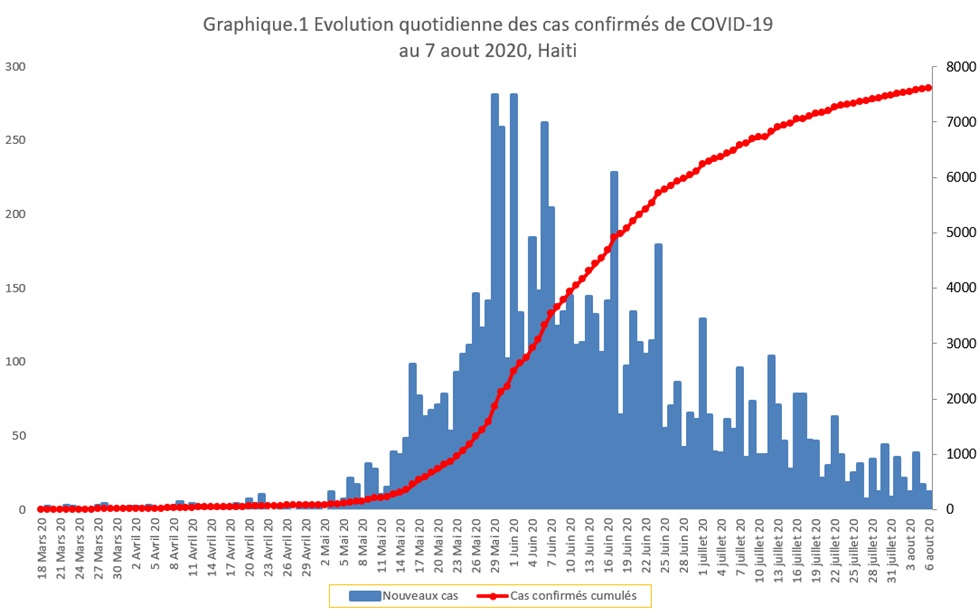 Graphique.1 Evolution quotidienne des cas confirmés de COVID-19
au 7 aout 2020, Haiti
300
250
200
150
100
50
0
8000
7000
6000
5000
4000
3000
2000
1000
0
18 Mars 20
21 Mars 20
24 Mars 20
27 Mars 20
30 Mars 20
2 Avril 20
5 Avril 20
8 Avril 20
11 Avril 20
14 Avril 20
17 Avril 20
20 Avril 20
23 Avril 20
26 Avril 20
29 Avril 20
2 Mai 20
5 Mai 20
8 Mai 20
11 Mai 20
14 Mai 20
17 Mai 20
20 Mai 20
23 Mai 20
26 Mai 20
29 Mai 20
1 Juin 20
4 Juin 20
7 Juin 20
10 Juin 20
13 Juin 20
16 Juin 20
19 Juin 20
22 Juin 20
25 Juin 20
28 Juin 20
1 juillet 20
4 juillet 20
7 juillet 20
10 juillet 20
13 juillet 20
16 juillet 20
19 juillet 20
22 juillet 20
25 juillet 20
28 juillet 20
31 juillet 20
3 aout 20
6 aout 20
Nouveaux cas
Cas confirmés cumulés